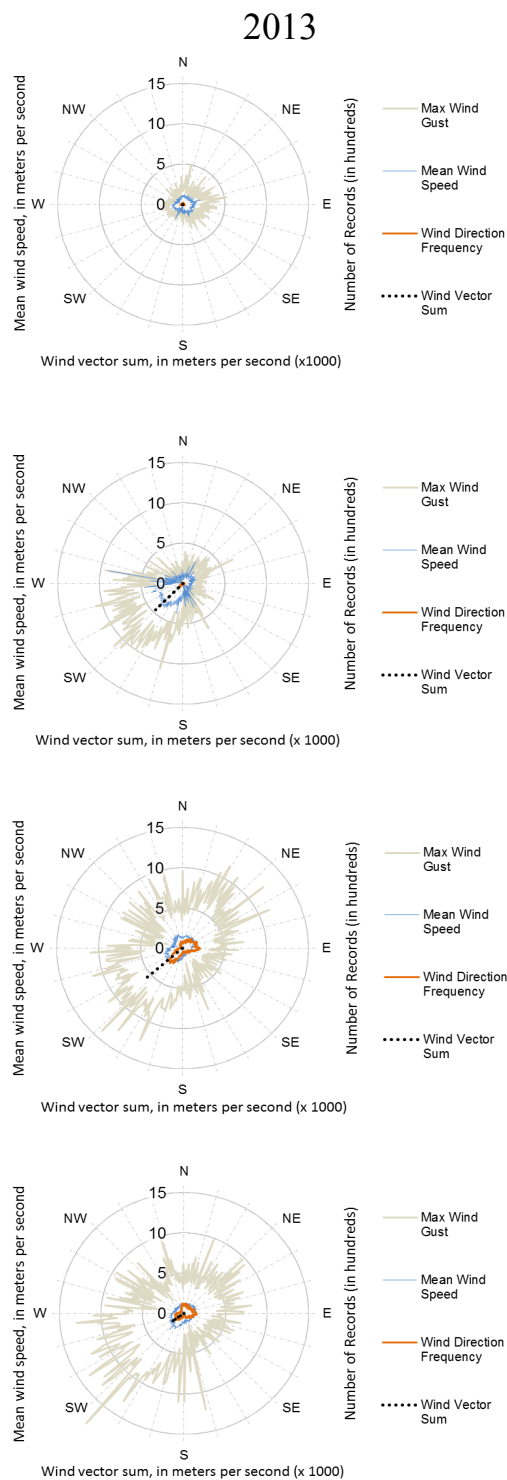 2013
N
15
NW
NE
10
5
W
0
E
SW
SE
S
Mean wind speed, in meters per second
Number of Records (in hundreds)
Max Wind
Gust
Mean Wind
Speed
Wind Direction
Frequency
Wind Vector
Sum
Wind vector sum, in meters per second (x1000)
N
15
NW
NE
10
5
W
0
E
SW
SE
S
Mean wind speed, in meters per second
Number of Records (in hundreds)
Max Wind
Gust
Mean Wind
Speed
Wind Direction
Frequency
Wind Vector
Sum
Wind vector sum, in meters per second (x 1000)
N
15
NW
NE
10
5
W
0
E
SW
SE
S
Mean wind speed, in meters per second
Number of Records (in hundreds)
Max Wind
Gust
Mean Wind
Speed
Wind Direction
Frequency
Wind Vector
Sum
Wind vector sum, in meters per second (x 1000)
N
15
NW
NE
10
5
W
0
E
SW
SE
S
Mean wind speed, in meters per second
Number of Records (in hundreds)
Max Wind
Gust
Mean Wind
Speed
Wind Direction
Frequency
Wind Vector
Sum
Wind vector sum, in meters per second (x 1000)